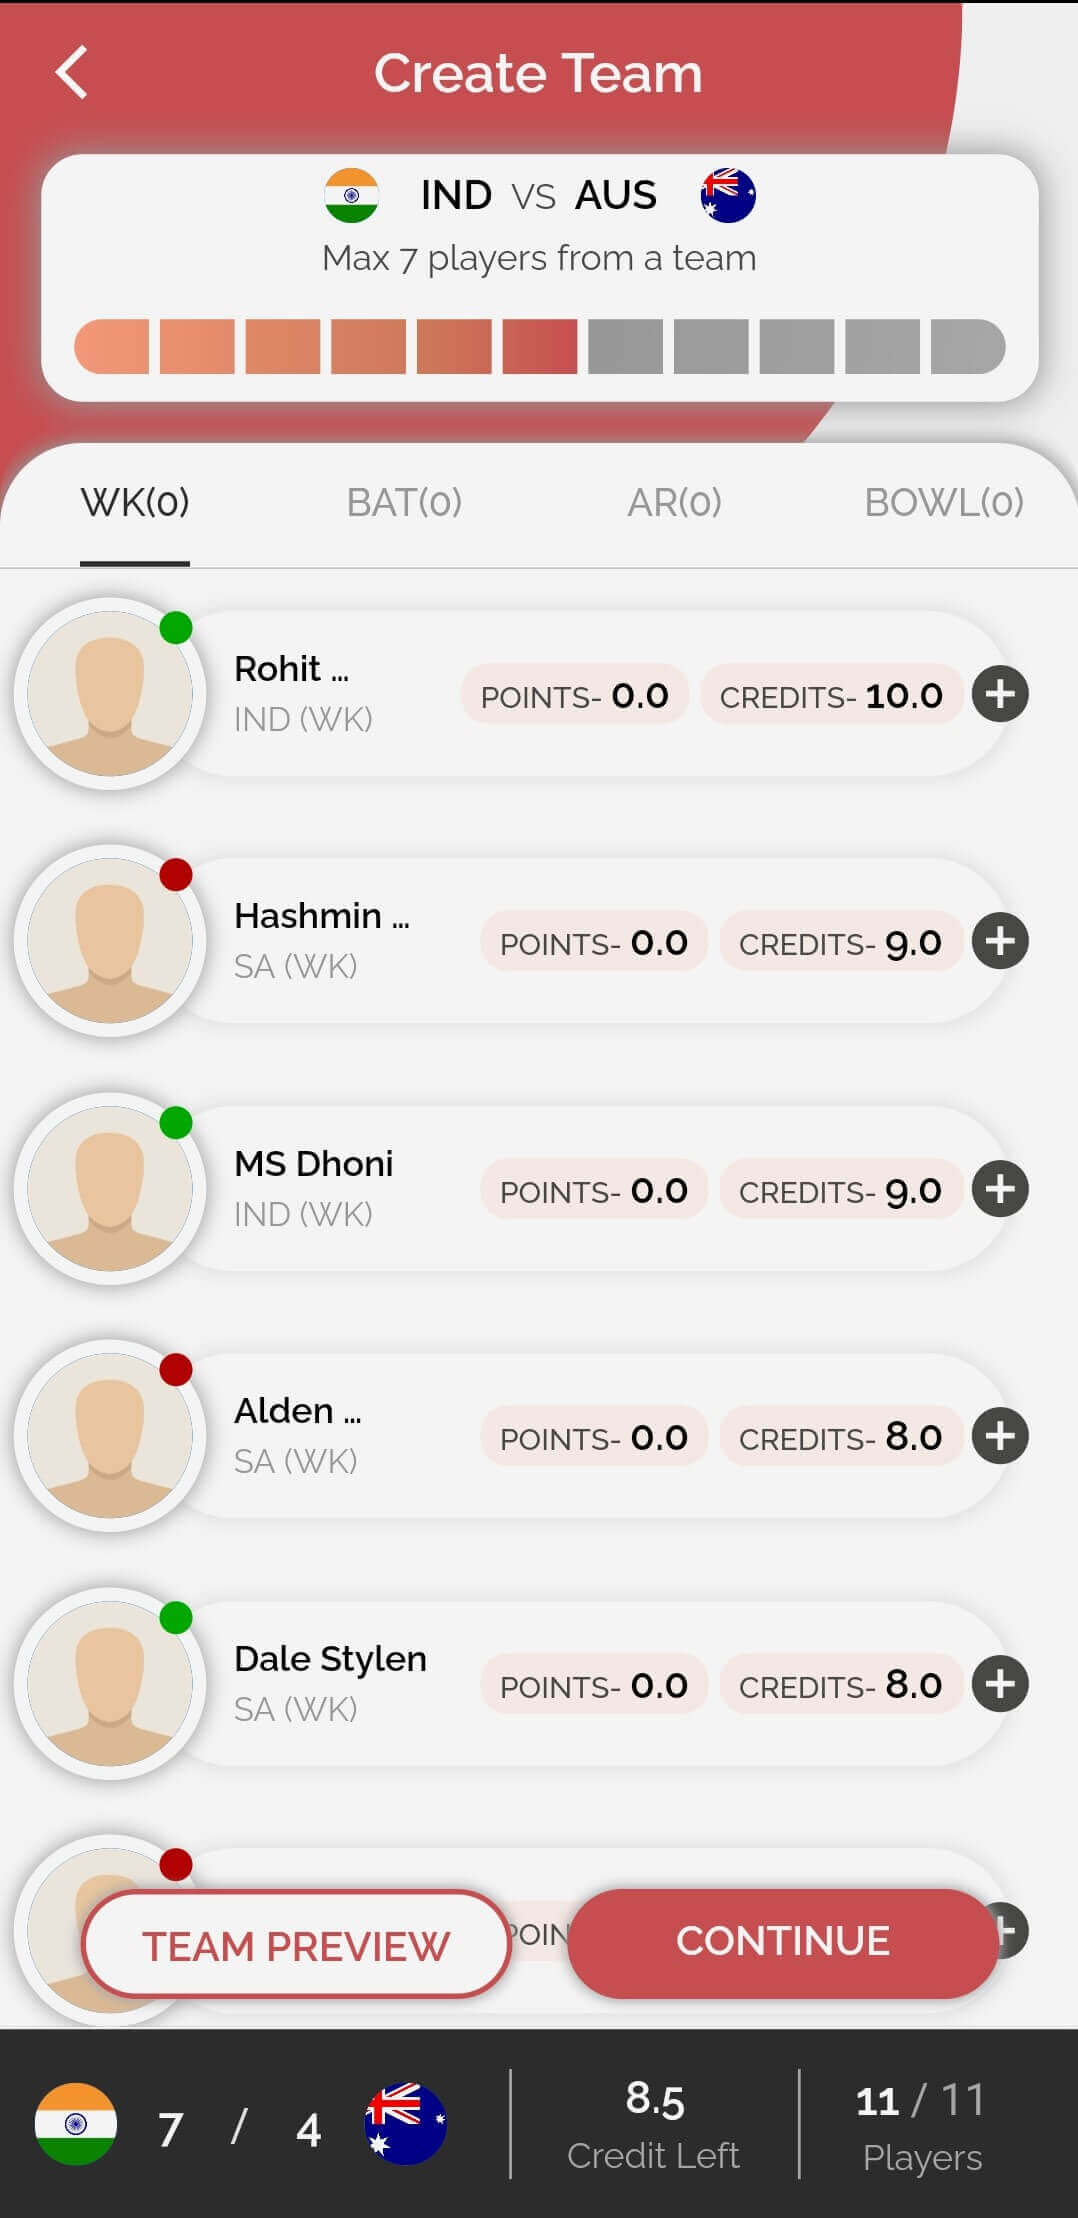 Create Team
IND VS AUS
Max 7 players from a team
WK(0) BAT(0) AR(0) BOWL(0)
Rohit ...
IND (WK)
POINTS- 0.0 CREDITS- 10.0
Hashmin ...
SA (WK)
POINTS- 0.0 CREDITS- 9.0
MS Dhoni
IND (WK)
POINTS- 0.0 CREDITS- 9.0
Alden ...
SA (WK)
POINTS- 0.0 CREDITS- 8.0
Dale Stylen
SA (WK)
POINTS- 0.0 CREDITS- 8.0
TEAM PREVIEW
CONTINUE
7 / 4
8.5
Credit Left
11 / 11
Players